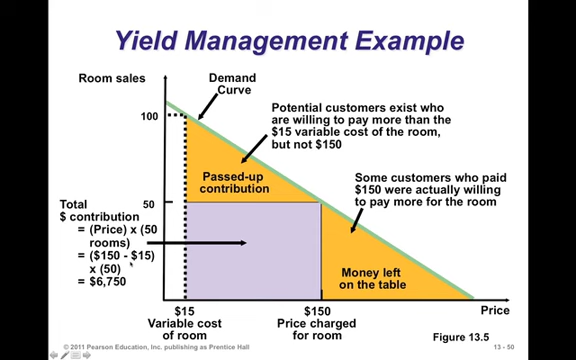 Yield Management Example
Room sales
Demand
Curve
Potential customers exist who
are willing to pay more than the
$15 variable cost of the room,
but not $150
100
Passed-up
contribution
Some customers who paid
$150 were actually willing
to pay more for the room
50
Total
$ contribution
= (Price) x (50
rooms)
= ($150 - $15)
x (50)
= $6,750
Money left
on the table
$15
Variable cost
of room
$150
Price charged
for room
Price
Figure 13.5
© 2011 Pearson Education, Inc. publishing as Prentice Hall
13 - 50